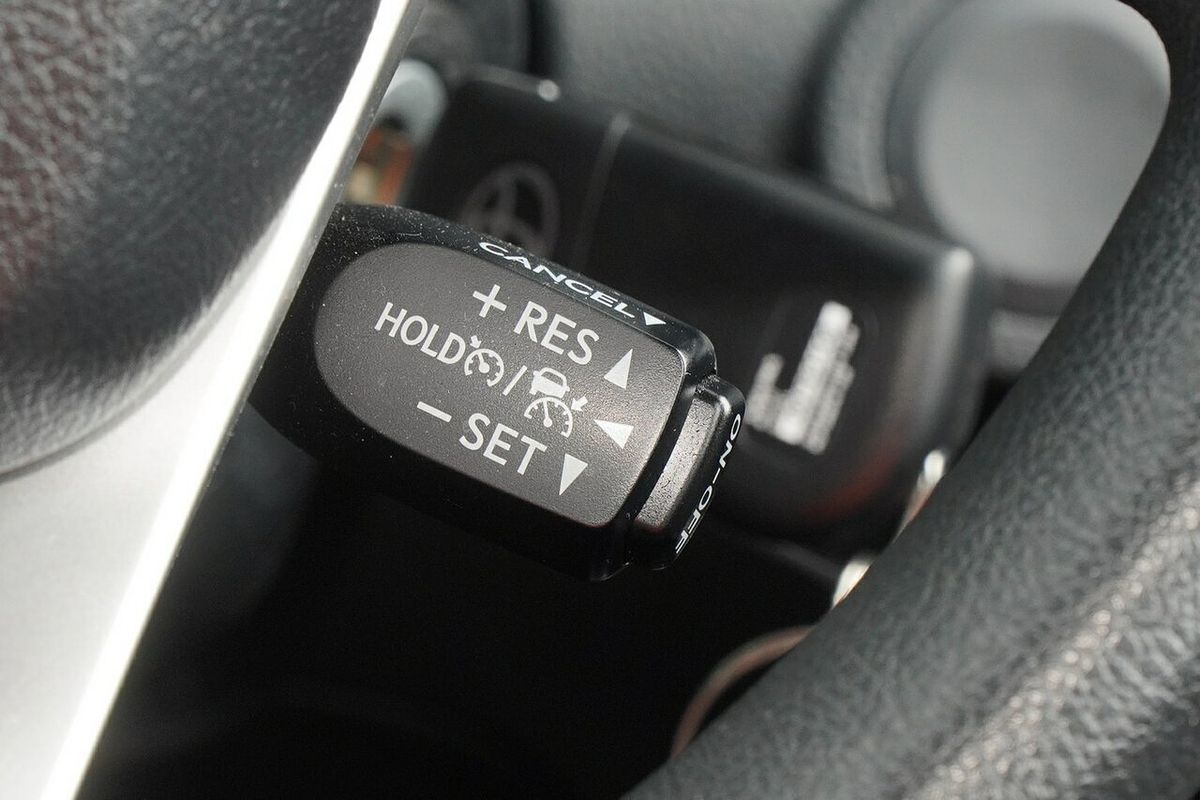 CANCEL▼
+ RES ▲
HOLD / ◀
− SET ▼
ON-OFF